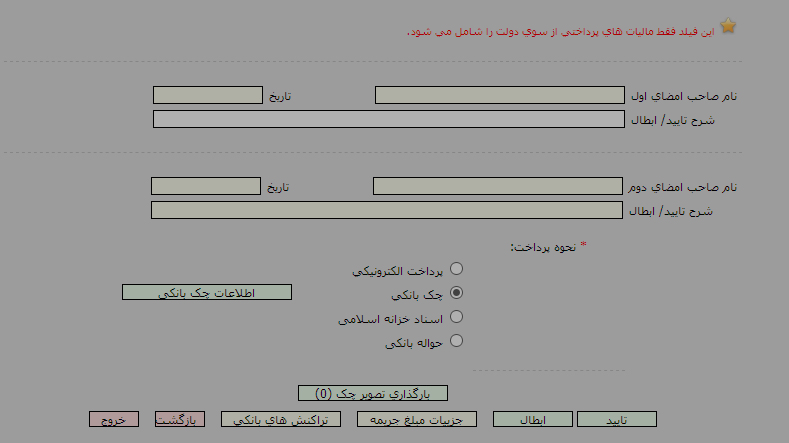 این فیلد فقط مالیات های پرداختی از سوی دولت را شامل می شود.
نام صاحب امضای اول تاریخ
شرح تایید/ ابطال
نام صاحب امضای دوم تاریخ
شرح تایید/ ابطال
* نحوه پرداخت:
پرداخت الکترونیکی
چک بانکی اطلاعات چک بانکی
اسناد خزانه اسلامی
حواله بانکی
بارگذاری تصویر چک (0)
تایید ابطال جزییات مبلغ جریمه تراکنش های بانکی بازگشت خروج